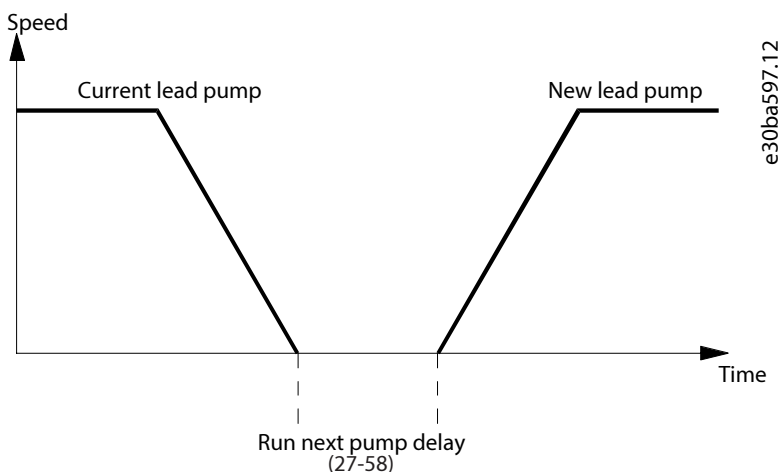 Speed
Current lead pump
New lead pump
e30ba597.12
Time
Run next pump delay
(27-58)